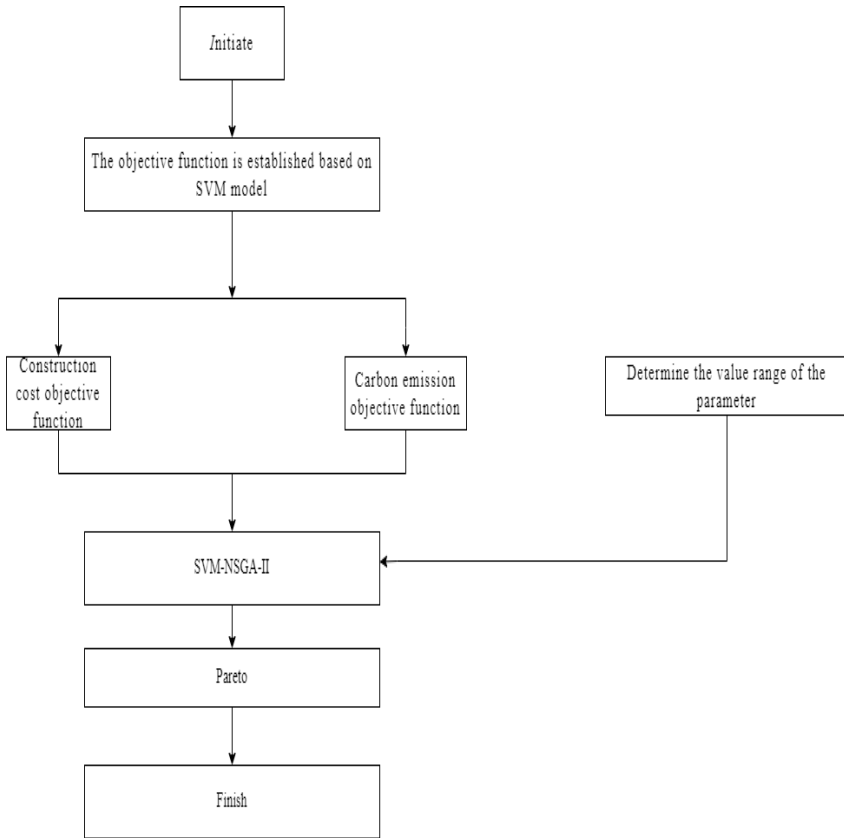 Initiate
The objective function is established based on
SVM model
Construction
cost objective
function
Carbon emission
objective function
Determine the value range of the
parameter
SVM-NSGA-II
Pareto
Finish